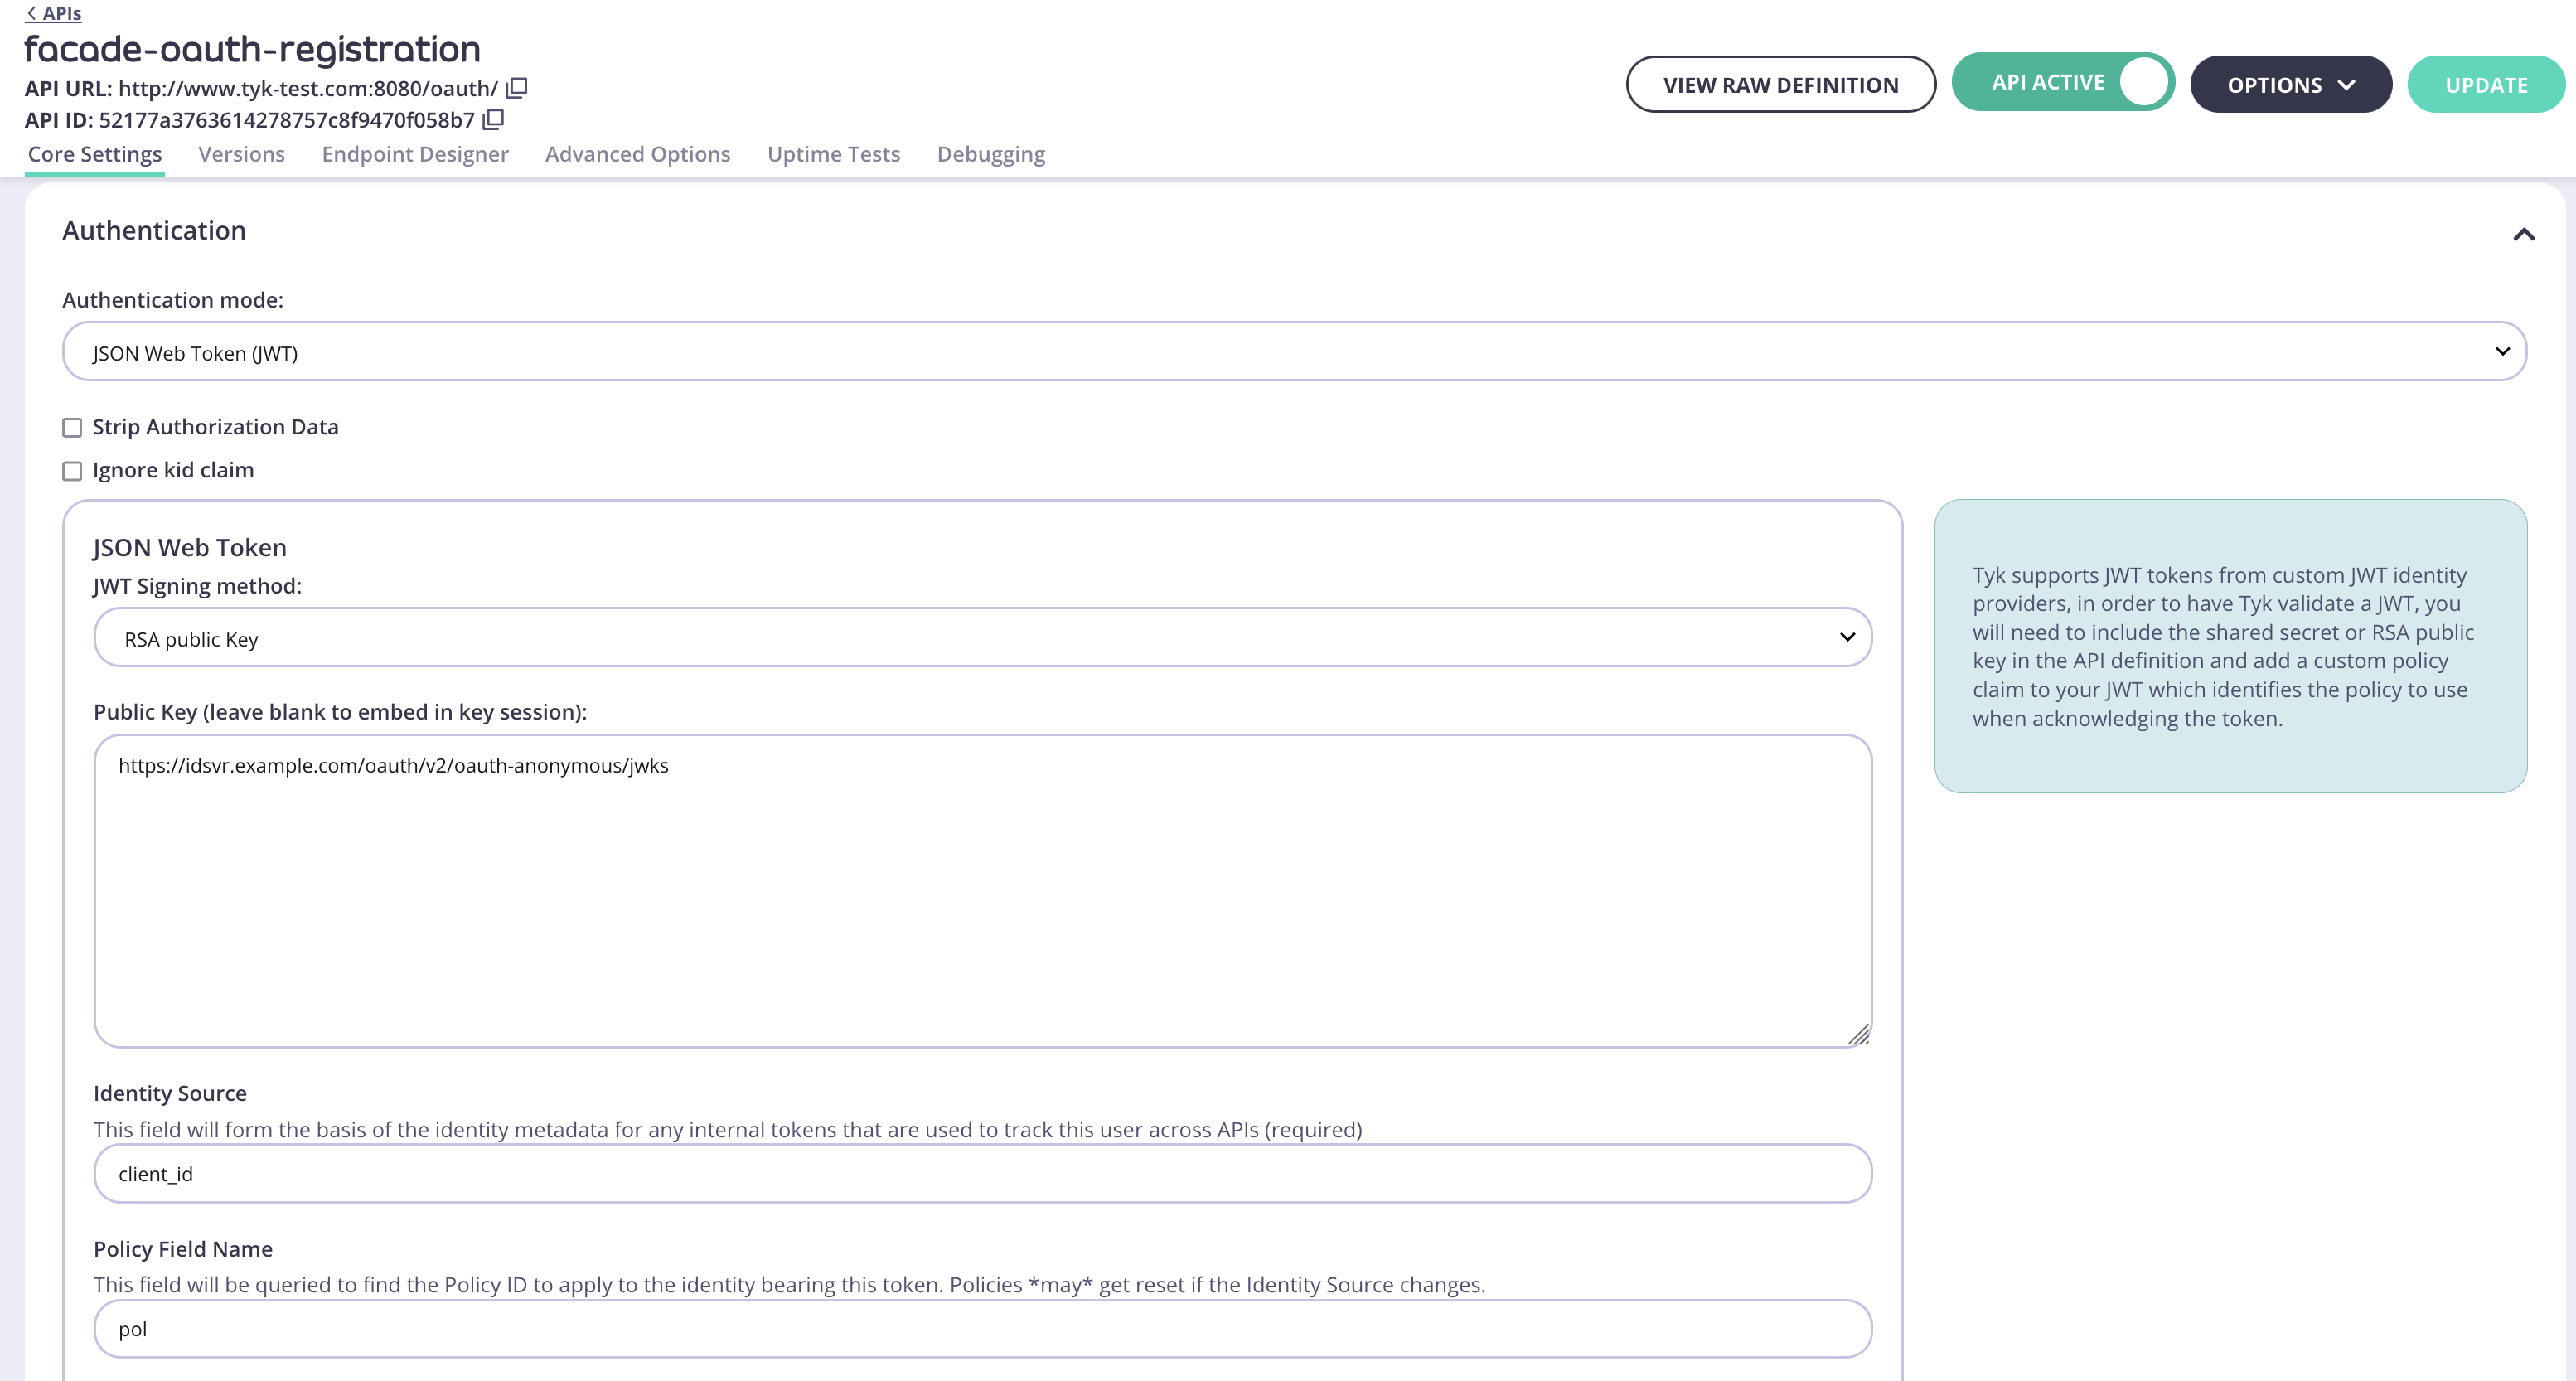 APIs
facade-oauth-registration
API URL: http://www.tyk-test.com:8080/oauth/
API ID: 52177a3763614278757c8f9470f058b7
VIEW RAW DEFINITION
API ACTIVE
OPTIONS
UPDATE
Core Settings
Versions
Endpoint Designer
Advanced Options
Uptime Tests
Debugging
Authentication
Authentication mode:
JSON Web Token (JWT)
Strip Authorization Data
Ignore kid claim
JSON Web Token
JWT Signing method:
RSA public Key
Public Key (leave blank to embed in key session):
https://idsvr.example.com/oauth/v2/oauth-anonymous/jwks
Identity Source
This field will form the basis of the identity metadata for any internal tokens that are used to track this user across APIs (required)
client_id
Policy Field Name
This field will be queried to find the Policy ID to apply to the identity bearing this token. Policies *may* get reset if the Identity Source changes.
pol
Tyk supports JWT tokens from custom JWT identity
providers, in order to have Tyk validate a JWT, you
will need to include the shared secret or RSA public
key in the API definition and add a custom policy
claim to your JWT which identifies the policy to use
when acknowledging the token.